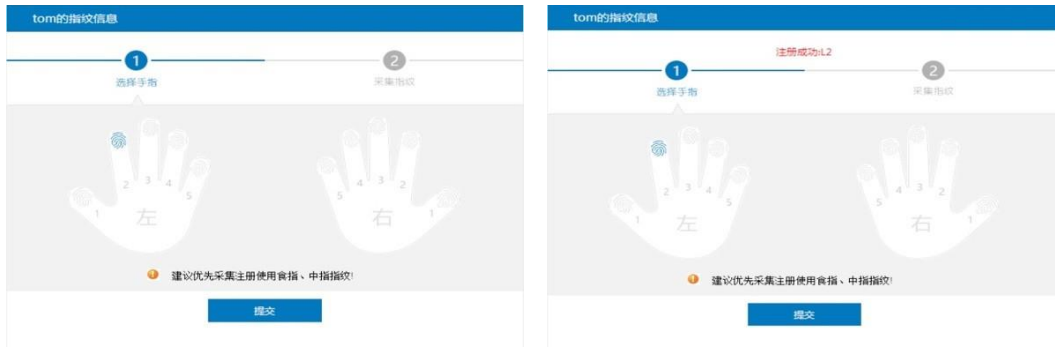 tom的指纹信息
1
2
选择手指
采集指纹
2 3 4
5
1
左
4 3 2
5
1
右
建议优先采集注册使用食指、中指指纹!
提交
tom的指纹信息
注册成功:L2
1
2
选择手指
采集指纹
2 3 4
5
1
左
4 3 2
5
1
右
建议优先采集注册使用食指、中指指纹!
提交